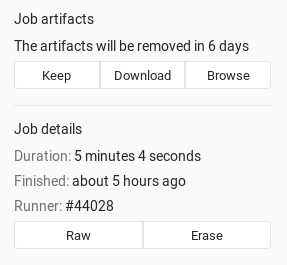 Job artifacts
The artifacts will be removed in 6 days
Keep Download Browse
Job details
Duration: 5 minutes 4 seconds
Finished: about 5 hours ago
Runner: #44028
Raw Erase